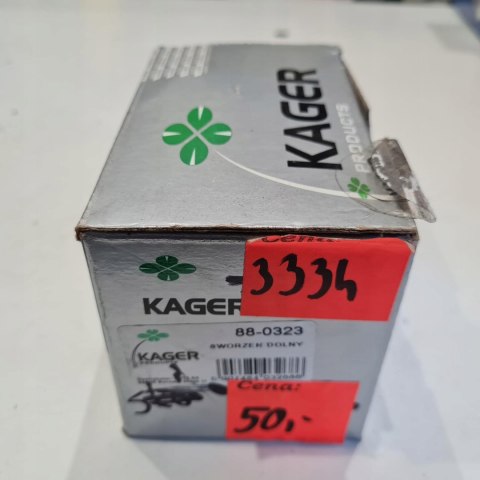 KAGER
PRODUCTS
Cena:
3334
KAGER
88-0323
SWORZEŃ DOLNY
KAGER
Cena:
50,-